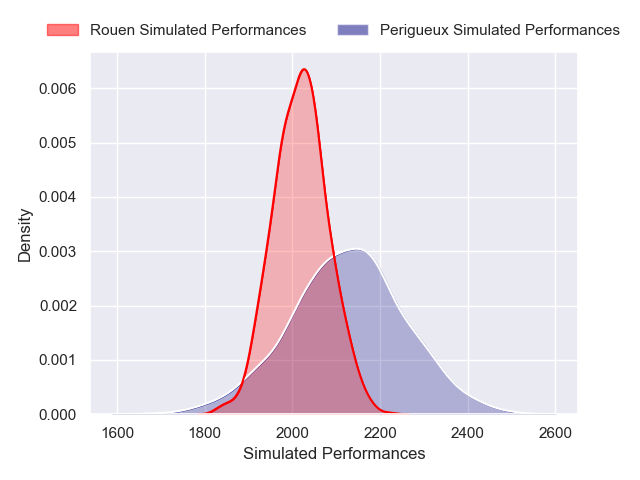 Rouen Simulated Performances
Perigueux Simulated Performances
0.006
0.005
0.004
0.003
0.002
0.001
0.000
Density
1600 1800 2000 2200 2400 2600
Simulated Performances